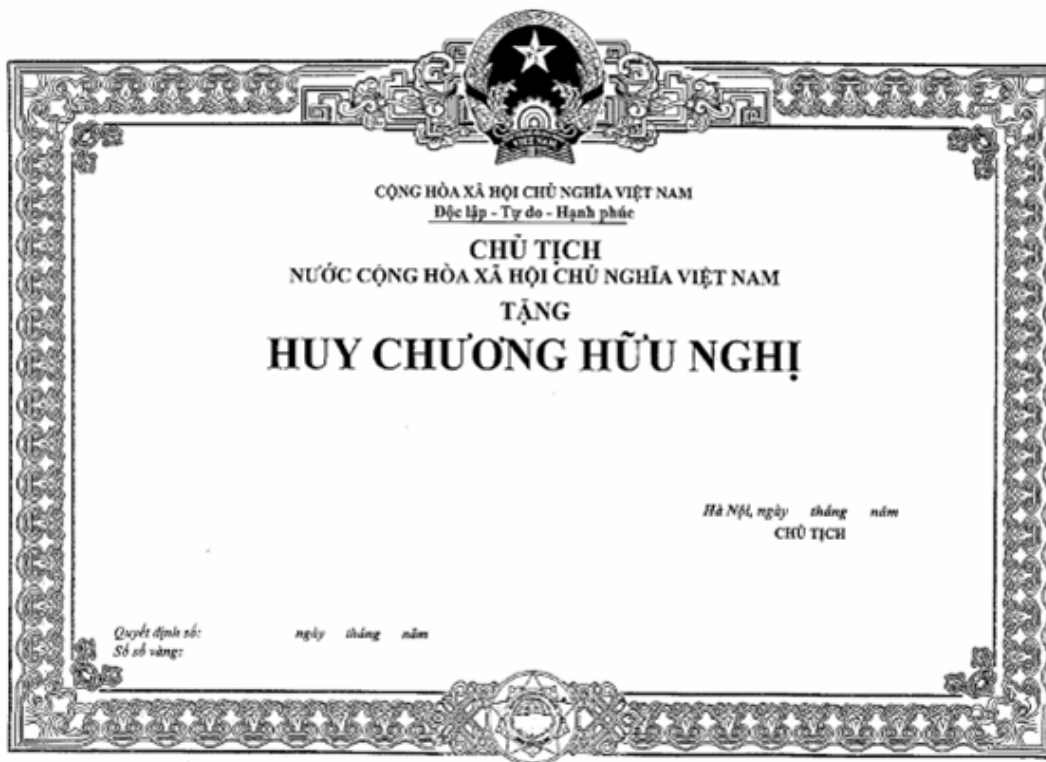 VIỆT NAM
CỘNG HÒA XÃ HỘI CHỦ NGHĨA VIỆT NAM
Độc lập - Tự do - Hạnh phúc
CHỦ TỊCH
NƯỚC CỘNG HÒA XÃ HỘI CHỦ NGHĨA VIỆT NAM
TẶNG
HUY CHƯƠNG HỮU NGHỊ
Hà Nội, ngày tháng năm
CHỦ TỊCH
Quyết định số: ngày tháng năm
Số sổ vàng: